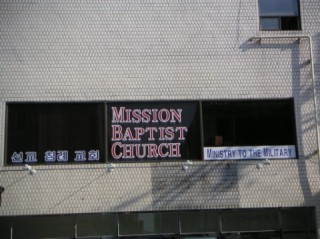 선교 침례 교회
MISSION
BAPTIST
CHURCH
MINISTRY TO THE MILITARY